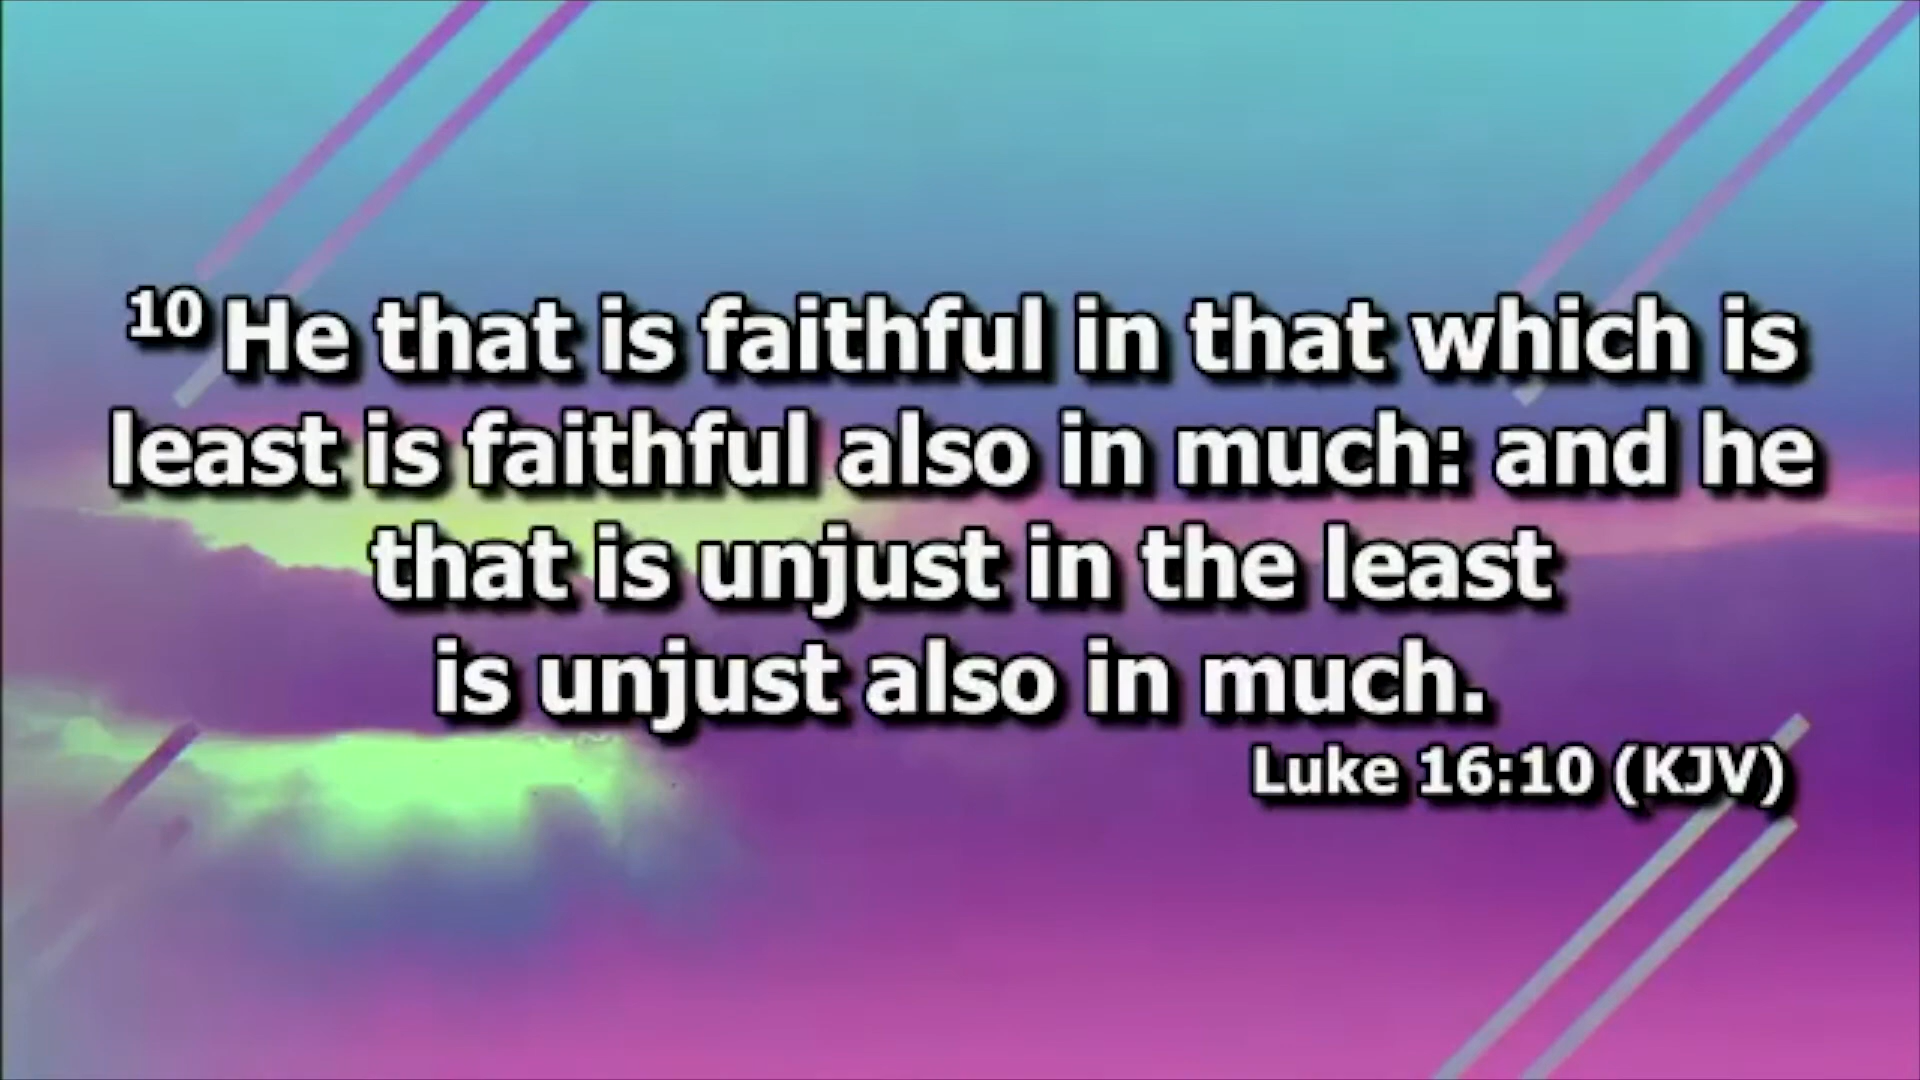 10 He that is faithful in that which is
least is faithful also in much: and he
that is unjust in the least
is unjust also in much.
Luke 16:10 (KJV)